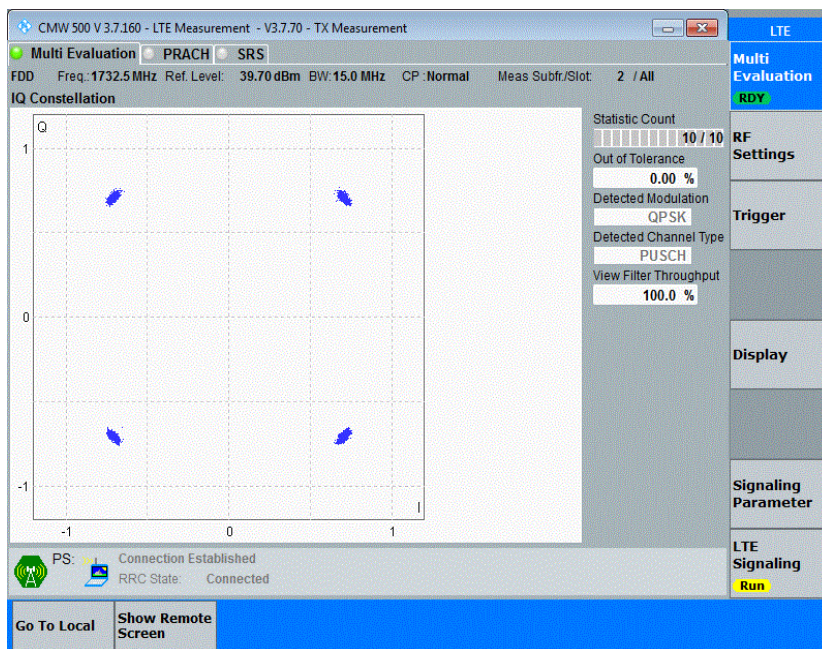 CMW 500 V 3.7.160 - LTE Measurement - V3.7.70 - TX Measurement
LTE
Multi Evaluation PRACH SRS
Multi
Evaluation
RDY
FDD Freq.: 1732.5 MHz Ref. Level: 39.70 dBm BW: 15.0 MHz CP : Normal Meas Subfr./Slot: 2 / All
IQ Constellation
Q
1
0
-1
I
-1 0 1
Statistic Count
10 / 10
Out of Tolerance
0.00 %
Detected Modulation
QPSK
Detected Channel Type
PUSCH
View Filter Throughput
100.0 %
RF
Settings
Trigger
Display
Signaling
Parameter
LTE
Signaling
Run
PS: Connection Established
RRC State: Connected
Go To Local
Show Remote
Screen